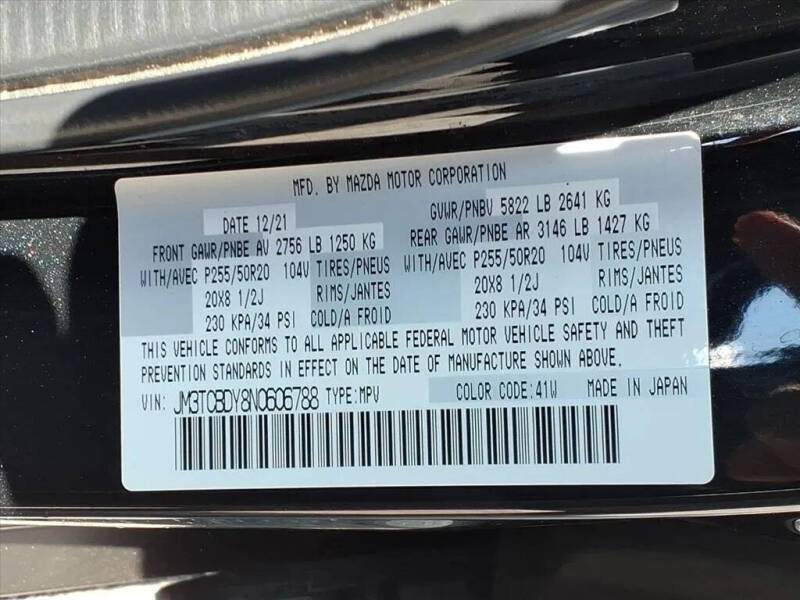 MFD. BY MAZDA MOTOR CORPORATION
DATE 12/21 GVWR/PNBV 5822 LB 2641 KG
FRONT GAWR/PNBE AV 2756 LB 1250 KG REAR GAWR/PNBE AR 3146 LB 1427 KG
WITH/AVEC P255/50R20 104V TIRES/PNEUS WITH/AVEC P255/50R20 104V TIRES/PNEUS
20X8 1/2J RIMS/JANTES 20X8 1/2J RIMS/JANTES
230 KPA/34 PSI COLD/A FROID 230 KPA/34 PSI COLD/A FROID
THIS VEHICLE CONFORMS TO ALL APPLICABLE FEDERAL MOTOR VEHICLE SAFETY AND THEFT
PREVENTION STANDARDS IN EFFECT ON THE DATE OF MANUFACTURE SHOWN ABOVE.
VIN: JM3TCBDY8N0606788 TYPE:MPV COLOR CODE:41W MADE IN JAPAN